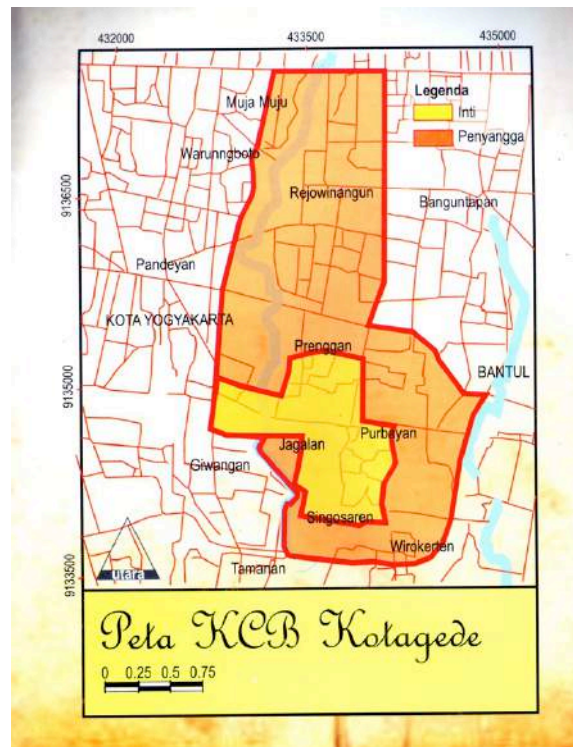 432000
433500
435000
Muja Muju
Legenda
Inti
Penyangga
Warunngboto
9136500
Rejowinangun
Banguntapan
Pandeyan
KOTA YOGYAKARTA
Prenggan
9135000
BANTUL
Purbayan
Jagalan
Giwangan
Singosaren
Wirokerten
Tamanan
utara
9133500
Peta KCB Kotagede
0 0.25 0.5 0.75